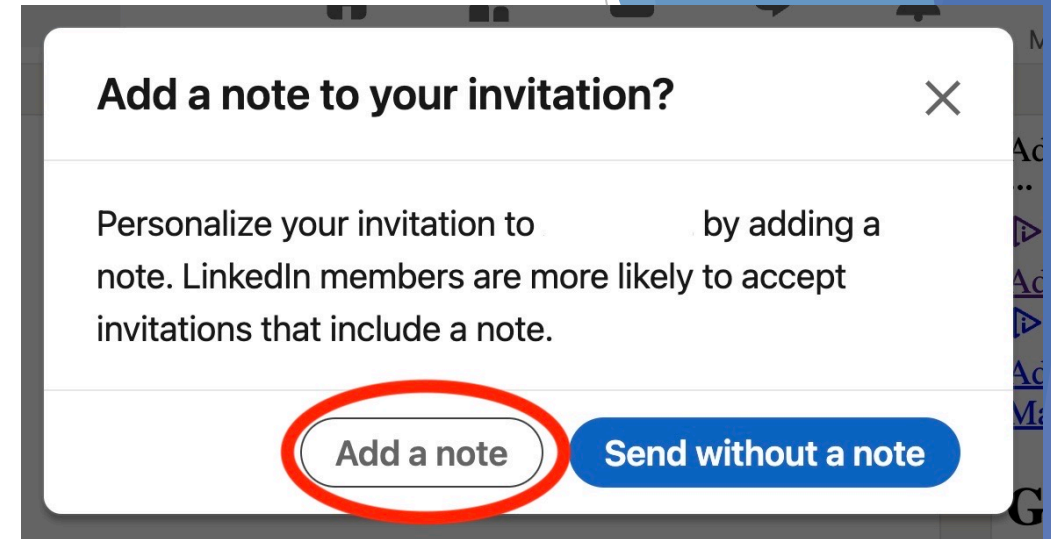 Add a note to your invitation?
Personalize your invitation to by adding a
note. LinkedIn members are more likely to accept
invitations that include a note.
Add a note
Send without a note